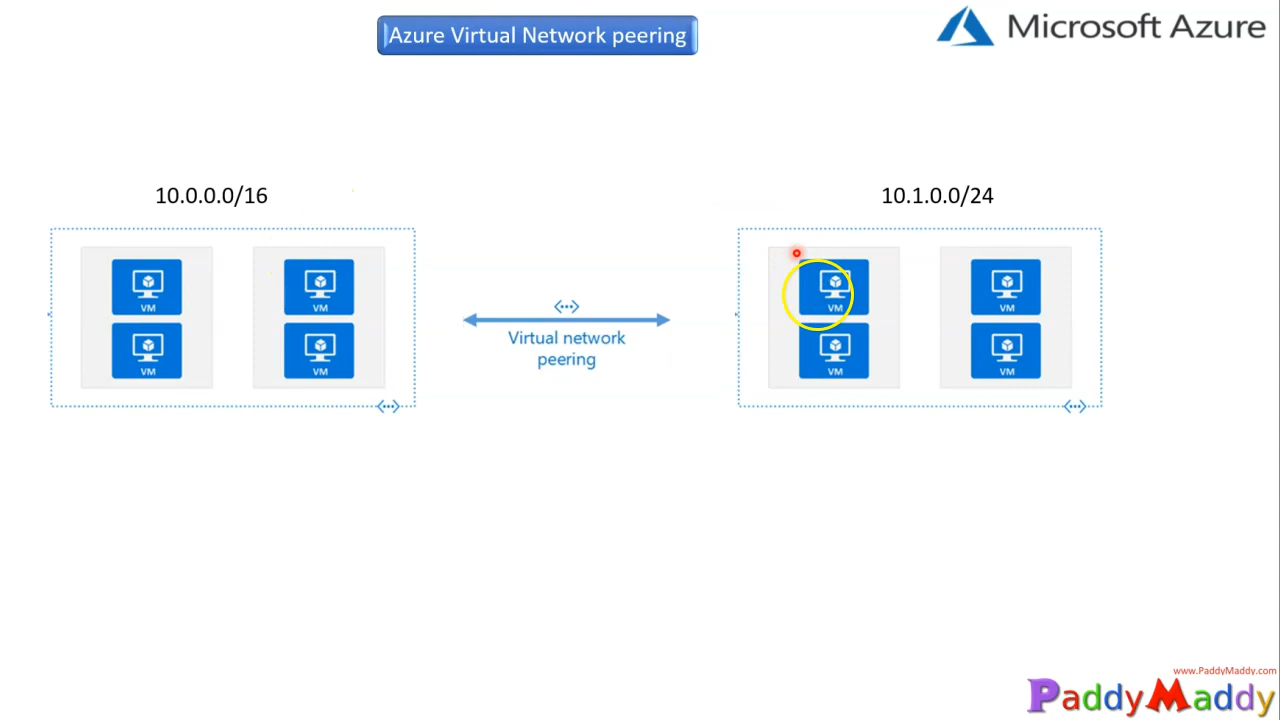 Azure Virtual Network peering
Microsoft Azure
10.0.0.0/16
10.1.0.0/24
VM
VM
VM
VM
Virtual network
peering
VM
VM
VM
VM
www.PaddyMaddy.com
PaddyMaddy